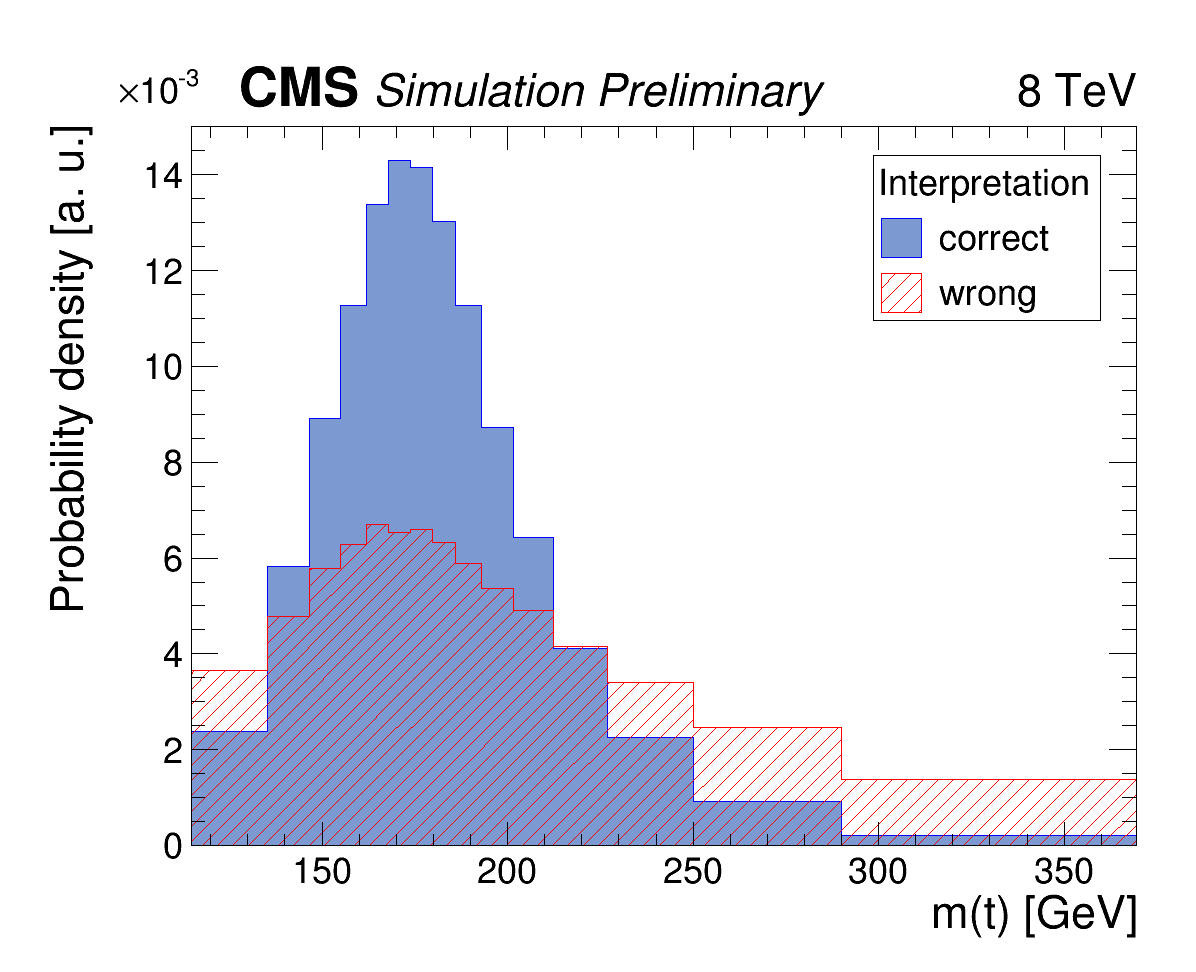 ×10⁻³ CMS Simulation Preliminary 8 TeV
Probability density [a. u.]
14
12
10
8
6
4
2
0
Interpretation
correct
wrong
150 200 250 300 350
m(t) [GeV]